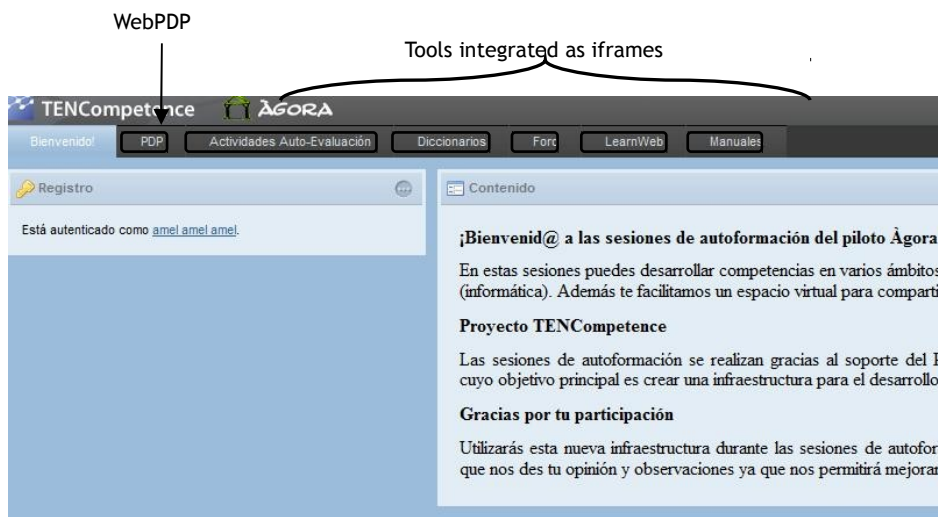 WebPDP
Tools integrated as iframes
TENCompetence ÀGORA
Bienvenido! PDP Actividades Auto-Evaluación Diccionarios Foro LearnWeb Manuales
Registro
Contenido
Está autenticado como amel amel amel.
¡Bienvenid@ a las sesiones de autoformación del piloto Àgora
En estas sesiones puedes desarrollar competencias en varios ámbitos
(informática). Además te facilitamos un espacio virtual para comparti
Proyecto TENCompetence
Las sesiones de autoformación se realizan gracias al soporte del
cuyo objetivo principal es crear una infraestructura para el desarrollo
Gracias por tu participación
Utilizarás esta nueva infraestructura durante las sesiones de autofor
que nos des tu opinión y observaciones ya que nos permitirá mejorar